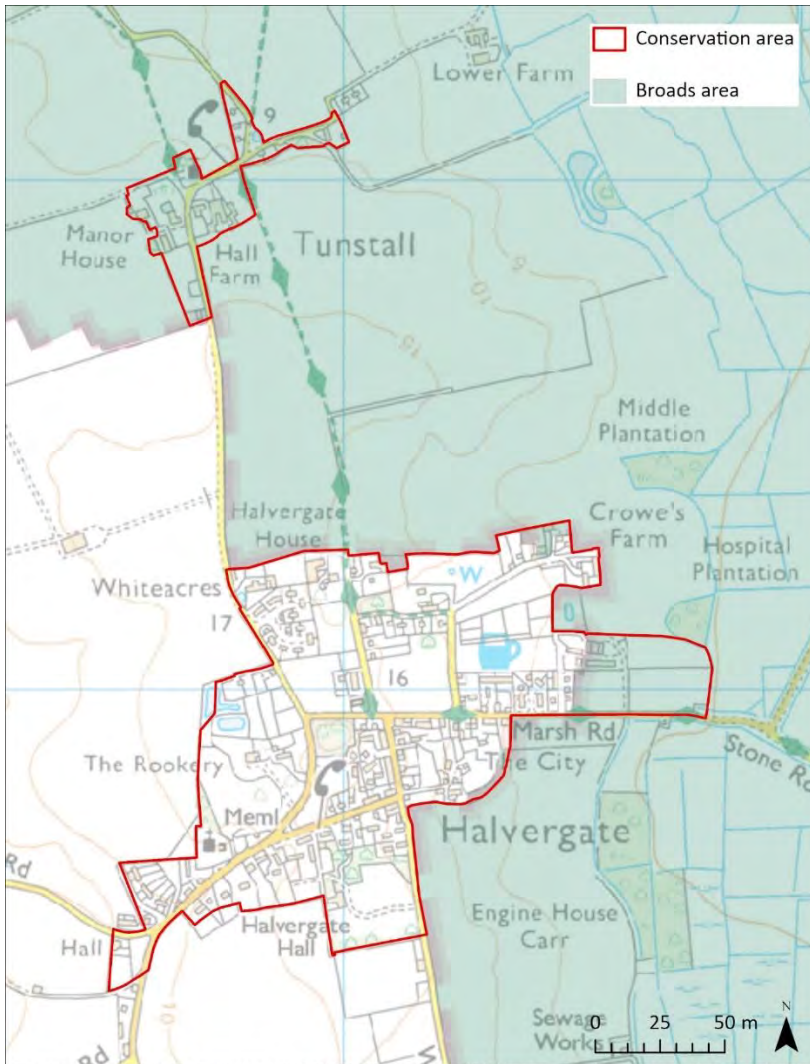 Conservation area
Broads area
Lower Farm
9
Manor
House
Hall
Farm
Tunstall
5
10
15
Middle
Plantation
Halvergate
House
Crowe's
Farm
Hospital
Plantation
Whiteacres
W
17
16
Marsh Rd
The City
Stone Ro
The Rookery
Meml
Halvergate
Rd
Hall
Halvergate
Hall
Engine House
Carr
10
Sewage
Works
W
0 25 50 m
N